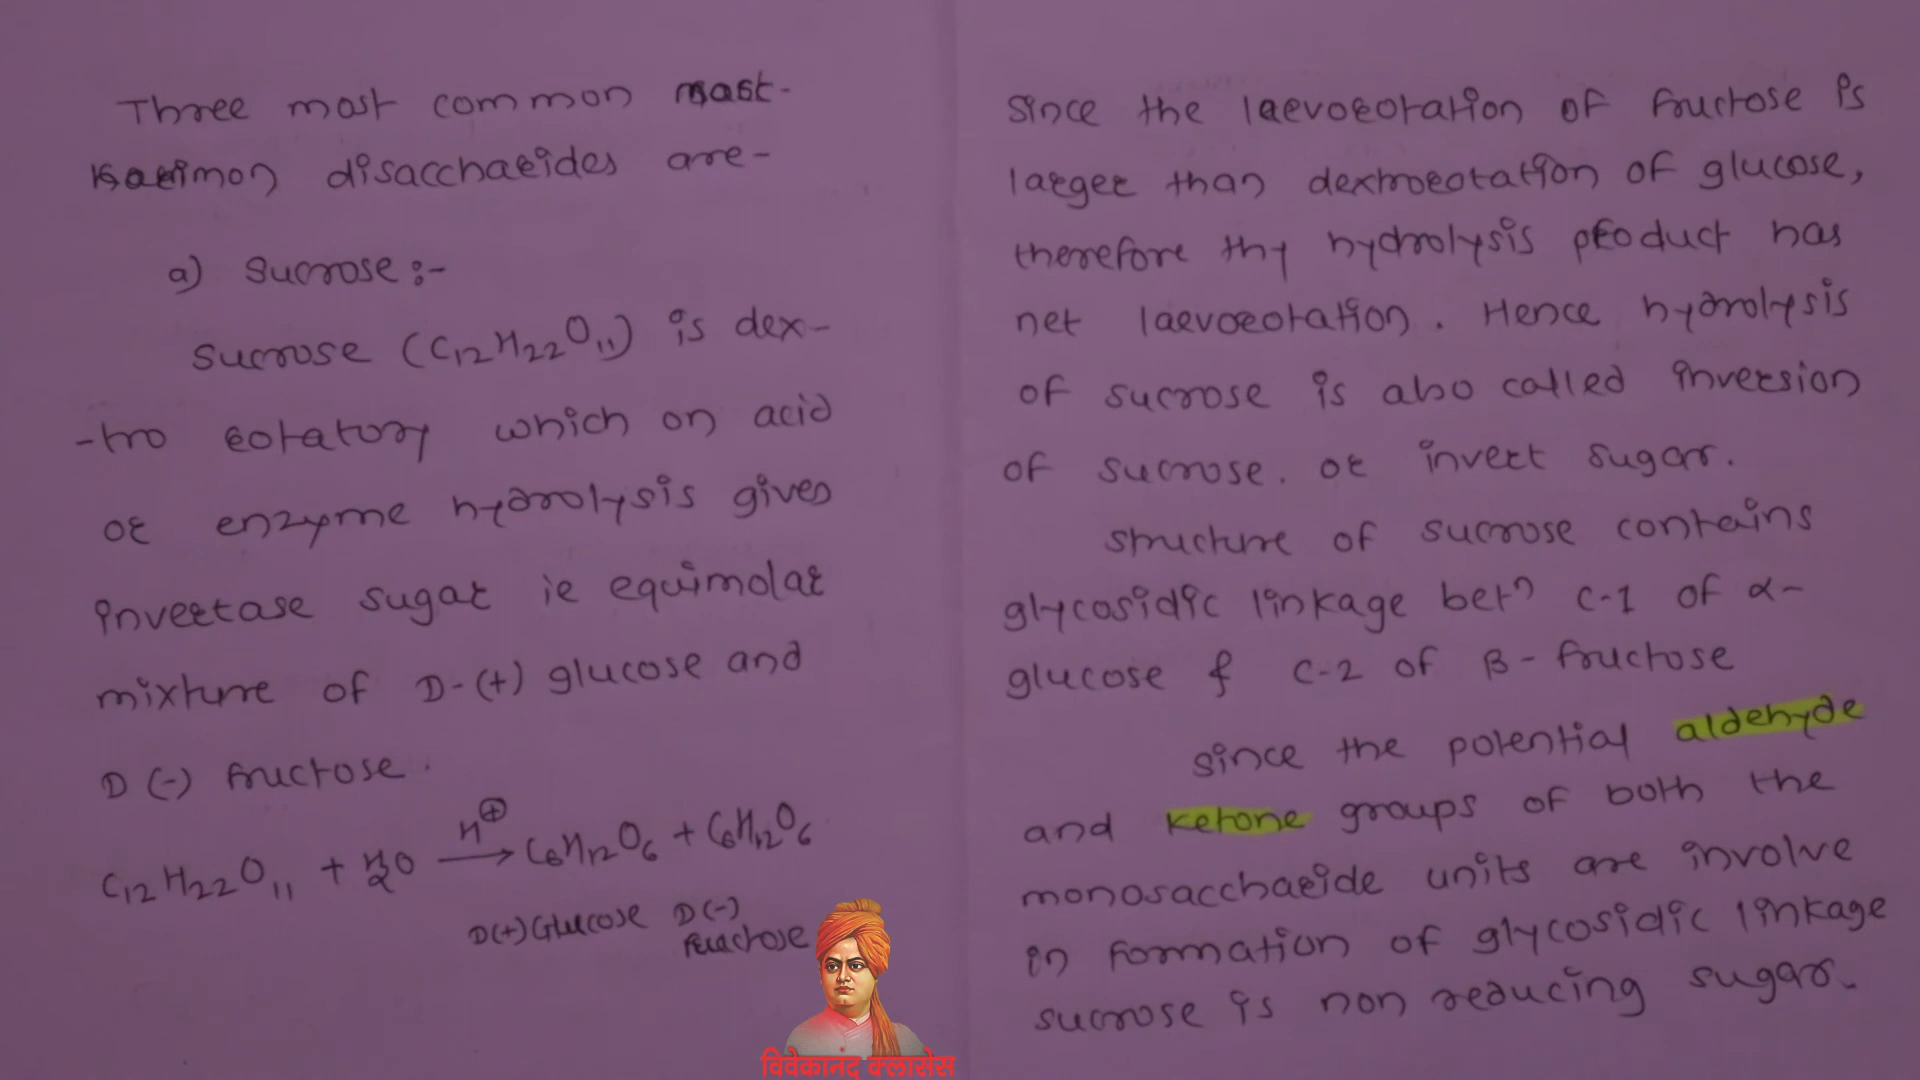 Three most common most-
common disaccharides are-
a) Sucrose :-
Sucrose (C12H22O11) is dex-
-tro rotatory which on acid
or enzyme hydrolysis gives
invertase sugar ie equimolar
mixture of D-(+) glucose and
D (-) fructose.
C12H22O11 + H2O H⊕ → C6H12O6 + C6H12O6
D(+) Glucose D(-)
fructose
Since the laevorotation of fructose is
larger than dextrorotation of glucose,
therefore thy hydrolysis product has
net laevorotation. Hence hydrolysis
of sucrose is also called inversion
of sucrose. or invert sugar.
structure of sucrose contains
glycosidic linkage betn C-1 of α-
glucose & C-2 of β- fructose
since the potential aldehyde
and ketone groups of both the
monosaccharide units are involve
in formation of glycosidic linkage
sucrose is non reducing sugar.
विवेकानद क्लासेस